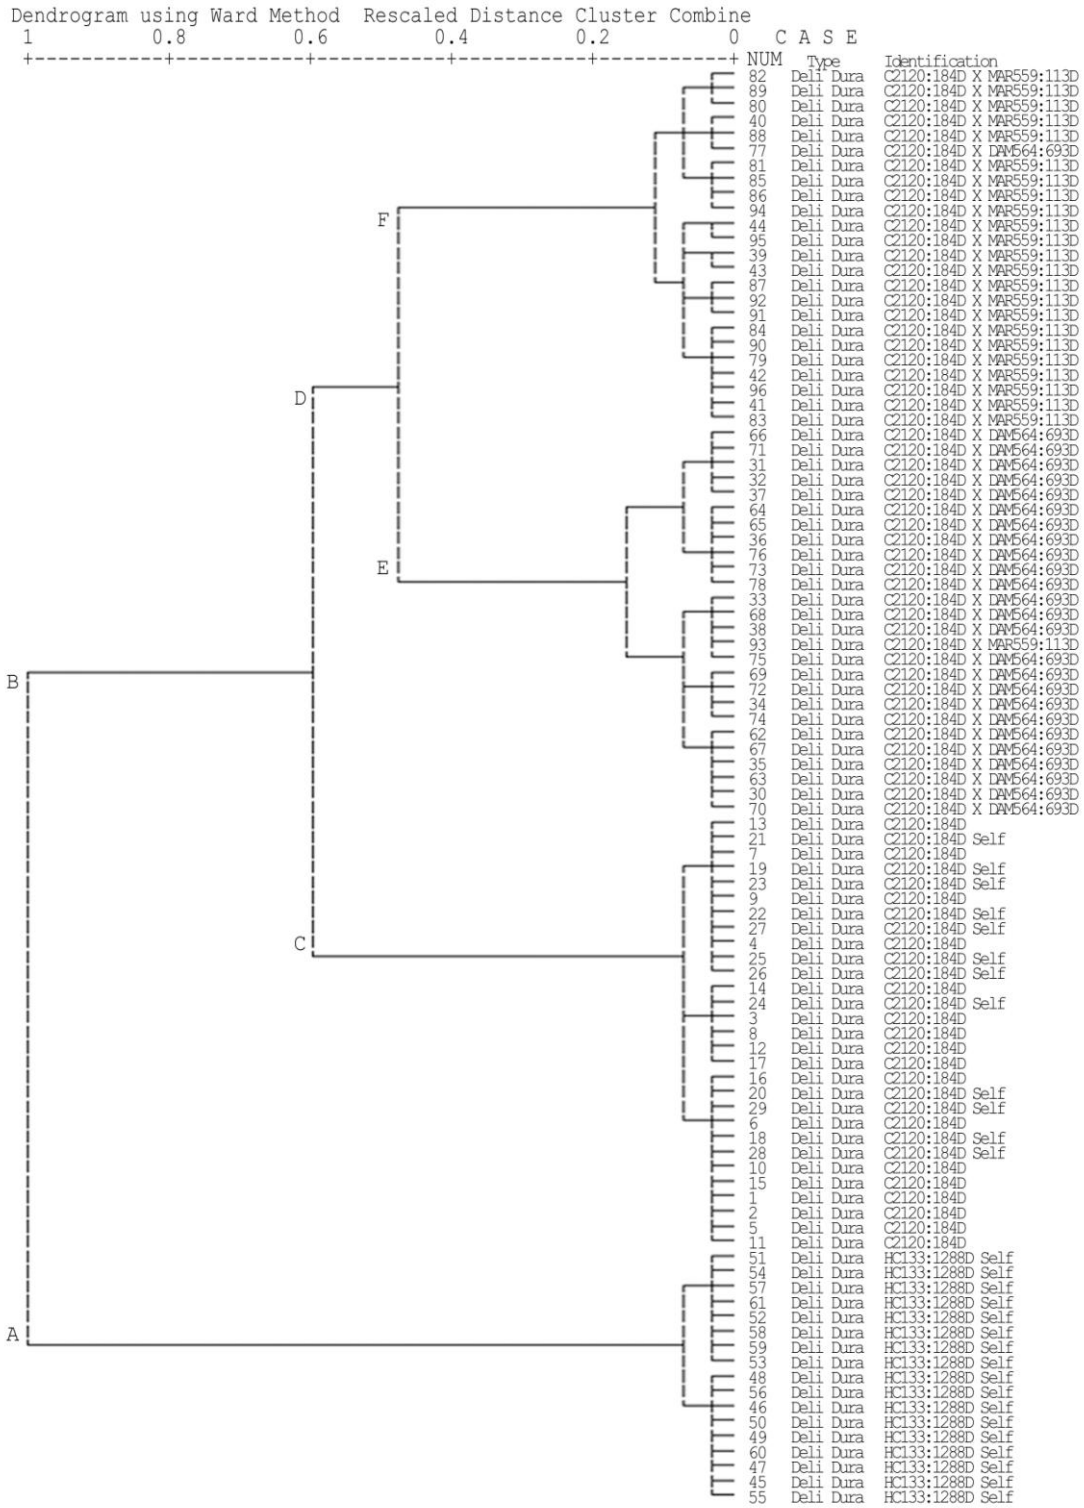 Dendrogram using Ward Method Rescaled Distance Cluster Combine
1 0.8 0.6 0.4 0.2 0 C A S E
NUM Type Identification
82 Deli Dura C2120:184D X MAR559:113D
89 Deli Dura C2120:184D X MAR559:113D
80 Deli Dura C2120:184D X MAR559:113D
40 Deli Dura C2120:184D X MAR559:113D
88 Deli Dura C2120:184D X MAR559:113D
77 Deli Dura C2120:184D X DAM564:693D
81 Deli Dura C2120:184D X MAR559:113D
85 Deli Dura C2120:184D X MAR559:113D
86 Deli Dura C2120:184D X MAR559:113D
94 Deli Dura C2120:184D X MAR559:113D
F
44 Deli Dura C2120:184D X MAR559:113D
95 Deli Dura C2120:184D X MAR559:113D
39 Deli Dura C2120:184D X MAR559:113D
43 Deli Dura C2120:184D X MAR559:113D
87 Deli Dura C2120:184D X MAR559:113D
92 Deli Dura C2120:184D X MAR559:113D
91 Deli Dura C2120:184D X MAR559:113D
84 Deli Dura C2120:184D X MAR559:113D
90 Deli Dura C2120:184D X MAR559:113D
79 Deli Dura C2120:184D X MAR559:113D
42 Deli Dura C2120:184D X MAR559:113D
96 Deli Dura C2120:184D X MAR559:113D
D
41 Deli Dura C2120:184D X MAR559:113D
83 Deli Dura C2120:184D X MAR559:113D
66 Deli Dura C2120:184D X DAM564:693D
71 Deli Dura C2120:184D X DAM564:693D
31 Deli Dura C2120:184D X DAM564:693D
32 Deli Dura C2120:184D X DAM564:693D
37 Deli Dura C2120:184D X DAM564:693D
64 Deli Dura C2120:184D X DAM564:693D
65 Deli Dura C2120:184D X DAM564:693D
36 Deli Dura C2120:184D X DAM564:693D
76 Deli Dura C2120:184D X DAM564:693D
E
73 Deli Dura C2120:184D X DAM564:693D
78 Deli Dura C2120:184D X DAM564:693D
33 Deli Dura C2120:184D X DAM564:693D
68 Deli Dura C2120:184D X DAM564:693D
38 Deli Dura C2120:184D X DAM564:693D
93 Deli Dura C2120:184D X MAR559:113D
75 Deli Dura C2120:184D X DAM564:693D
69 Deli Dura C2120:184D X DAM564:693D
B
72 Deli Dura C2120:184D X DAM564:693D
34 Deli Dura C2120:184D X DAM564:693D
74 Deli Dura C2120:184D X DAM564:693D
62 Deli Dura C2120:184D X DAM564:693D
67 Deli Dura C2120:184D X DAM564:693D
35 Deli Dura C2120:184D X DAM564:693D
63 Deli Dura C2120:184D X DAM564:693D
30 Deli Dura C2120:184D X DAM564:693D
70 Deli Dura C2120:184D X DAM564:693D
13 Deli Dura C2120:184D
21 Deli Dura C2120:184D Self
7 Deli Dura C2120:184D
19 Deli Dura C2120:184D Self
23 Deli Dura C2120:184D Self
9 Deli Dura C2120:184D
22 Deli Dura C2120:184D Self
27 Deli Dura C2120:184D Self
C
4 Deli Dura C2120:184D
25 Deli Dura C2120:184D Self
26 Deli Dura C2120:184D Self
14 Deli Dura C2120:184D
24 Deli Dura C2120:184D Self
3 Deli Dura C2120:184D
8 Deli Dura C2120:184D
12 Deli Dura C2120:184D
17 Deli Dura C2120:184D
16 Deli Dura C2120:184D
20 Deli Dura C2120:184D Self
29 Deli Dura C2120:184D Self
6 Deli Dura C2120:184D
18 Deli Dura C2120:184D Self
28 Deli Dura C2120:184D Self
10 Deli Dura C2120:184D
15 Deli Dura C2120:184D
1 Deli Dura C2120:184D
2 Deli Dura C2120:184D
5 Deli Dura C2120:184D
11 Deli Dura C2120:184D
51 Deli Dura HC133:1288D Self
54 Deli Dura HC133:1288D Self
57 Deli Dura HC133:1288D Self
61 Deli Dura HC133:1288D Self
52 Deli Dura HC133:1288D Self
A
58 Deli Dura HC133:1288D Self
59 Deli Dura HC133:1288D Self
53 Deli Dura HC133:1288D Self
48 Deli Dura HC133:1288D Self
56 Deli Dura HC133:1288D Self
46 Deli Dura HC133:1288D Self
50 Deli Dura HC133:1288D Self
49 Deli Dura HC133:1288D Self
60 Deli Dura HC133:1288D Self
47 Deli Dura HC133:1288D Self
45 Deli Dura HC133:1288D Self
55 Deli Dura HC133:1288D Self